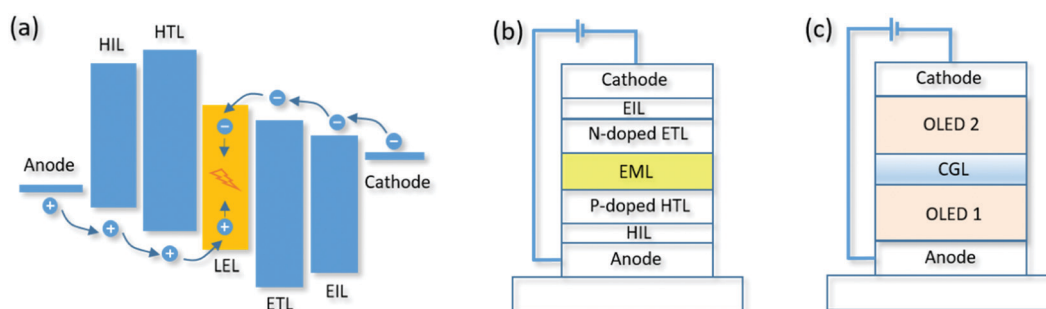 (a)
HIL
HTL
Anode
LEL
ETL
EIL
Cathode
(b)
Cathode
EIL
N-doped ETL
EML
P-doped HTL
HIL
Anode
(c)
Cathode
OLED 2
CGL
OLED 1
Anode